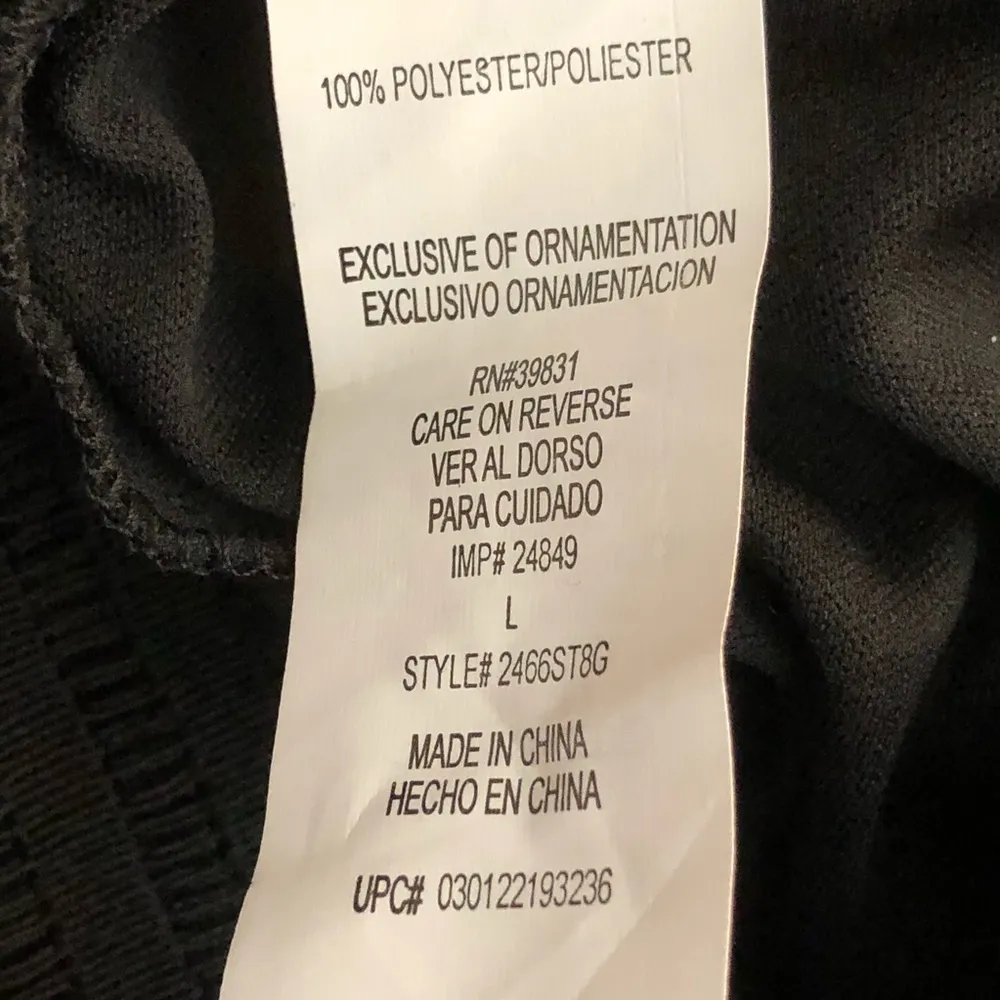 100% POLYESTER/POLIESTER
EXCLUSIVE OF ORNAMENTATION
EXCLUSIVO ORNAMENTACION
RN#39831
CARE ON REVERSE
VER AL DORSO
PARA CUIDADO
IMP# 24849
L
STYLE# 2466ST8G
MADE IN CHINA
HECHO EN CHINA
UPC# 030122193236